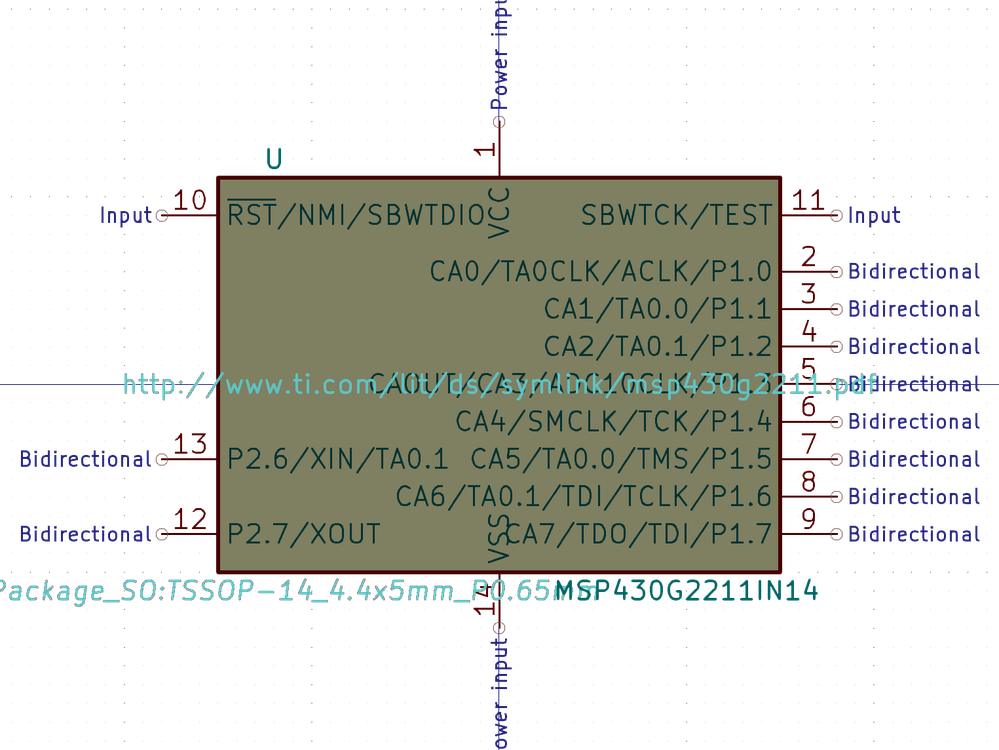 Power inpu
1
U
VCC
10
Input
RST/NMI/SBWTDIO
SBWTCK/TEST
11
Input
CA0/TA0CLK/ACLK/P1.0
2
Bidirectional
CA1/TA0.0/P1.1
3
Bidirectional
CA2/TA0.1/P1.2
4
Bidirectional
http://www.ti.com/lit/ds/symlink/msp430g2211.pdf
CAOUT/CA3/ADC10CLK/P1.3
5
Bidirectional
CA4/SMCLK/TCK/P1.4
6
Bidirectional
13
Bidirectional
P2.6/XIN/TA0.1
CA5/TA0.0/TMS/P1.5
7
Bidirectional
CA6/TA0.1/TDI/TCLK/P1.6
8
Bidirectional
12
Bidirectional
P2.7/XOUT
VSS
CA7/TDO/TDI/P1.7
9
Bidirectional
Package_SO:TSSOP-14_4.4x5mm_P0.65mm
MSP430G2211IN14
14
ower input